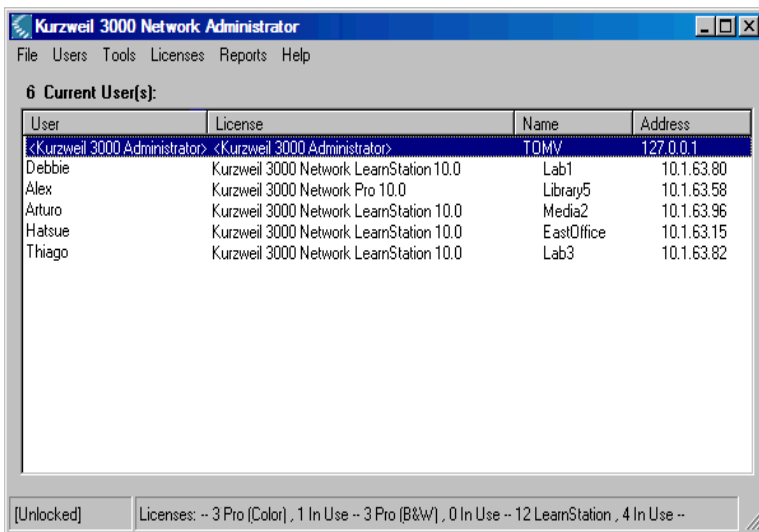 Kurzweil 3000 Network Administrator
File Users Tools Licenses Reports Help
6 Current User(s):
User License Name Address
<Kurzweil 3000 Administrator> <Kurzweil 3000 Administrator> TOMV 127.0.0.1
Debbie Kurzweil 3000 Network LearnStation 10.0 Lab1 10.1.63.80
Alex Kurzweil 3000 Network Pro 10.0 Library5 10.1.63.58
Arturo Kurzweil 3000 Network LearnStation 10.0 Media2 10.1.63.96
Hatsue Kurzweil 3000 Network LearnStation 10.0 EastOffice 10.1.63.15
Thiago Kurzweil 3000 Network LearnStation 10.0 Lab3 10.1.63.82
[Unlocked] Licenses: -- 3 Pro (Color) , 1 In Use -- 3 Pro (B&W) , 0 In Use -- 12 LearnStation , 4 In Use --